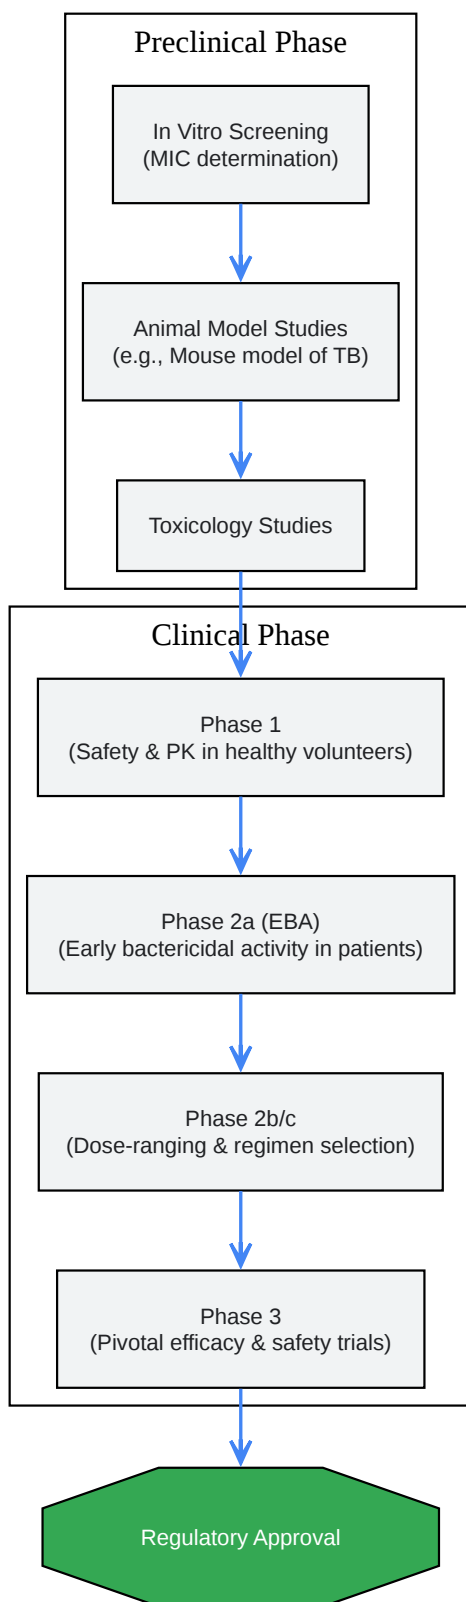 Preclinical Phase
In Vitro Screening
(MIC determination)
Animal Model Studies
(e.g., Mouse model of TB)
Toxicology Studies
Clinical Phase
Phase 1
(Safety & PK in healthy volunteers)
Phase 2a (EBA)
(Early bactericidal activity in patients)
Phase 2b/c
(Dose-ranging & regimen selection)
Phase 3
(Pivotal efficacy & safety trials)
Regulatory Approval